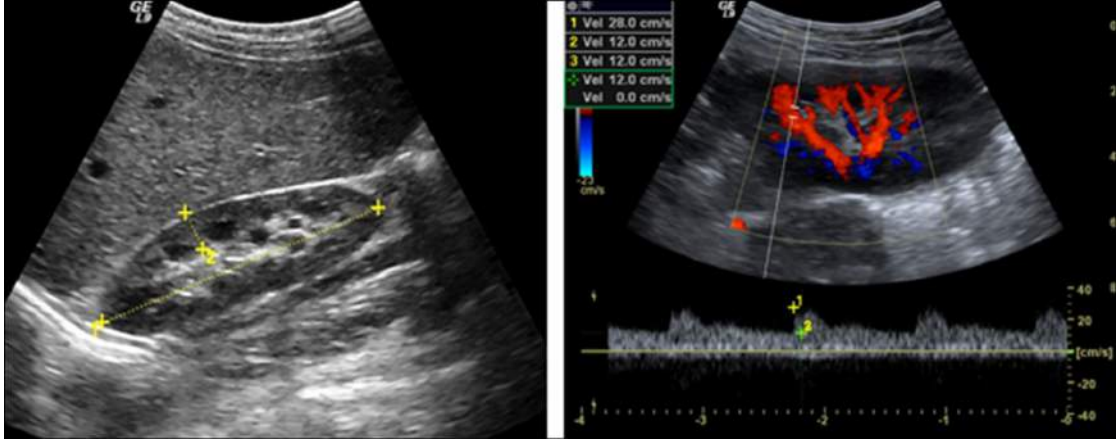 GE
L9
1
2
GE
L9
1 Vel 28.0 cm/s
2 Vel 12.0 cm/s
3 Vel 12.0 cm/s
Vel 12.0 cm/s
Vel 0.0 cm/s
0
2
4
6
-23
cm/s
1
3
40
20
[cm/s]
-20
-40
-4
-3
-2
-1